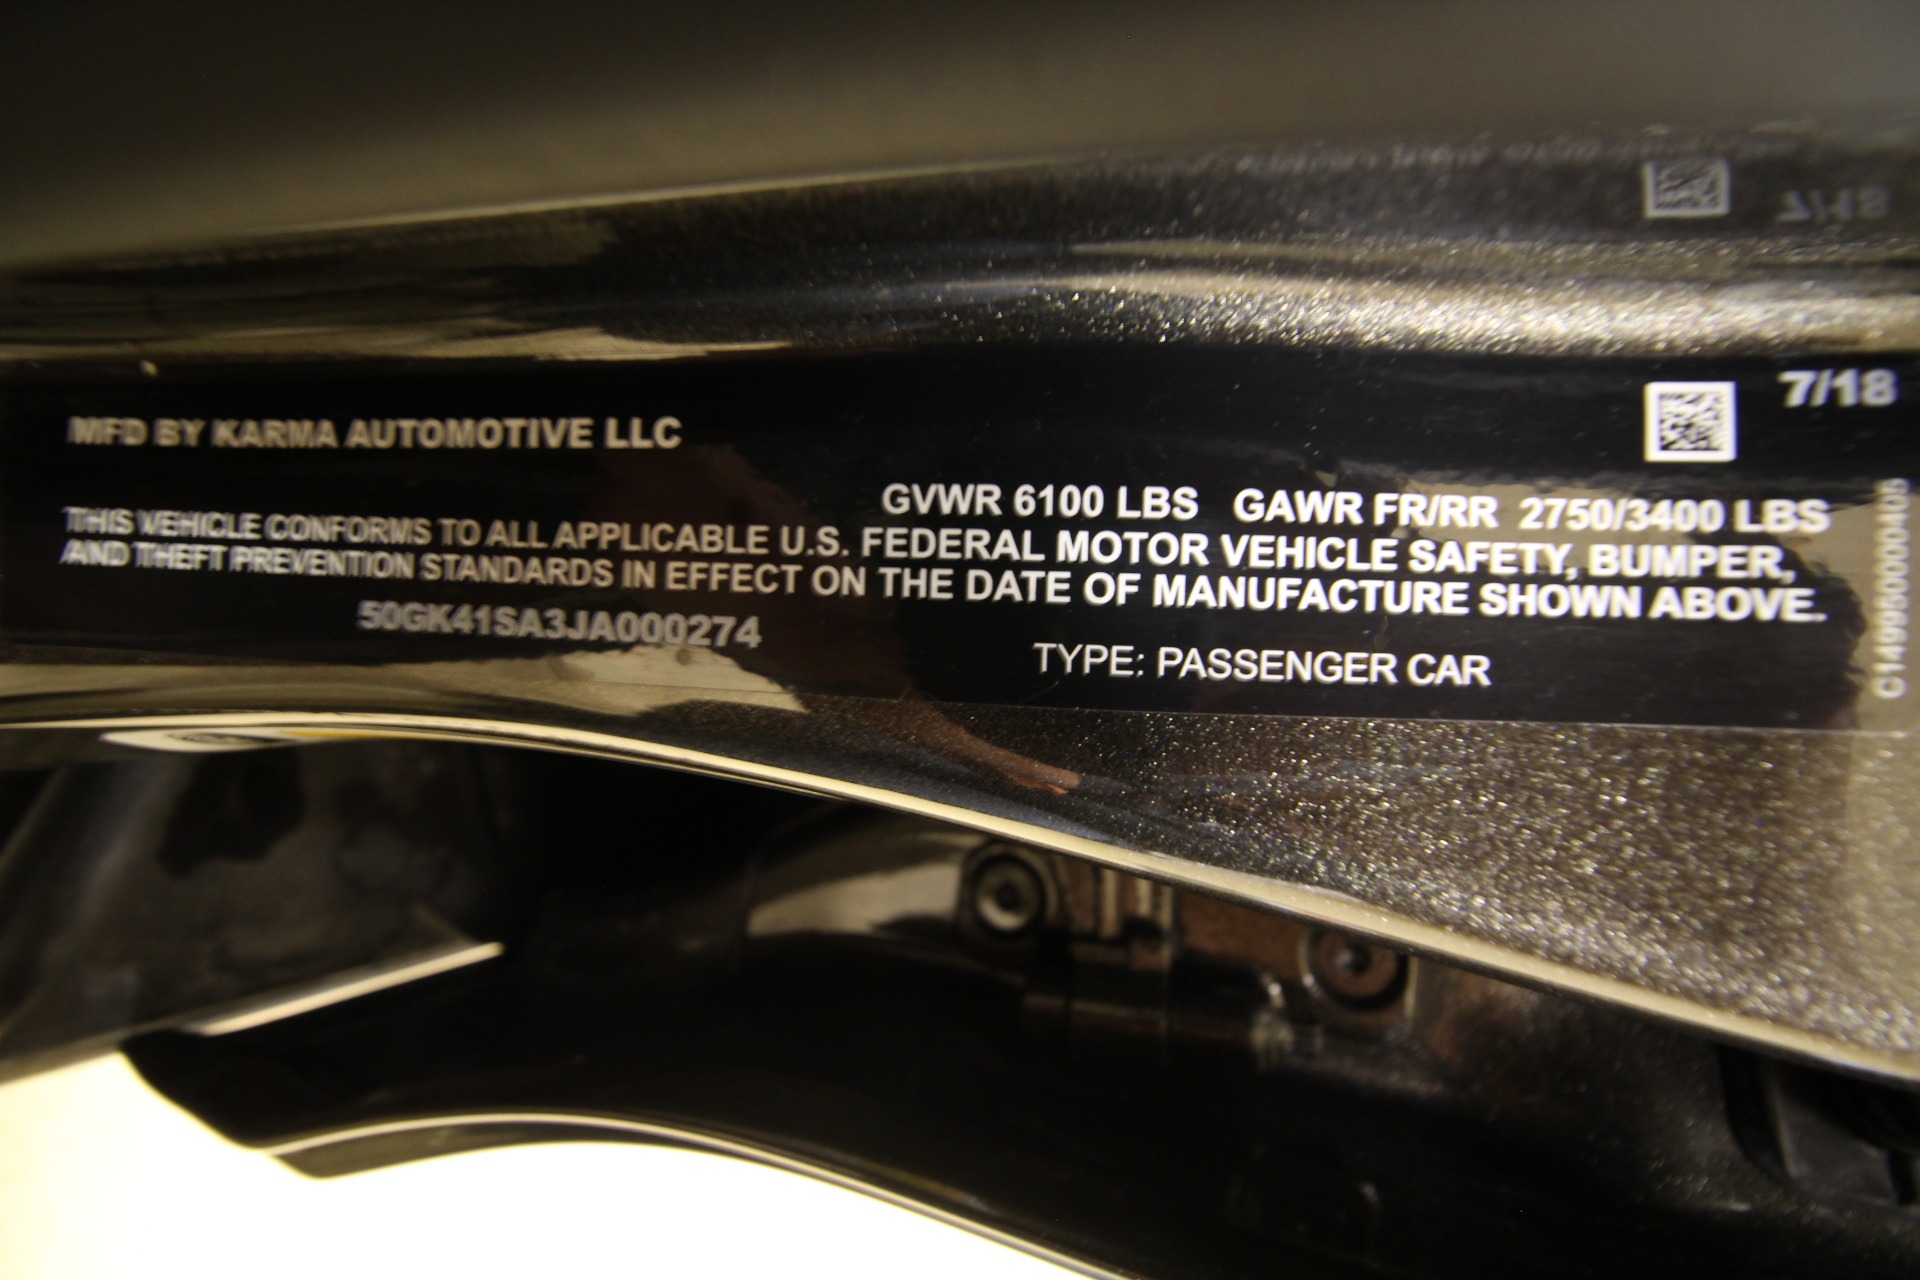 7/18
MFD BY KARMA AUTOMOTIVE LLC
GVWR 6100 LBS GAWR FR/RR 2750/3400 LBS
THIS VEHICLE CONFORMS TO ALL APPLICABLE U.S. FEDERAL MOTOR VEHICLE SAFETY, BUMPER,
AND THEFT PREVENTION STANDARDS IN EFFECT ON THE DATE OF MANUFACTURE SHOWN ABOVE.
50GK41SA3JA000274
TYPE: PASSENGER CAR
C1499500000405